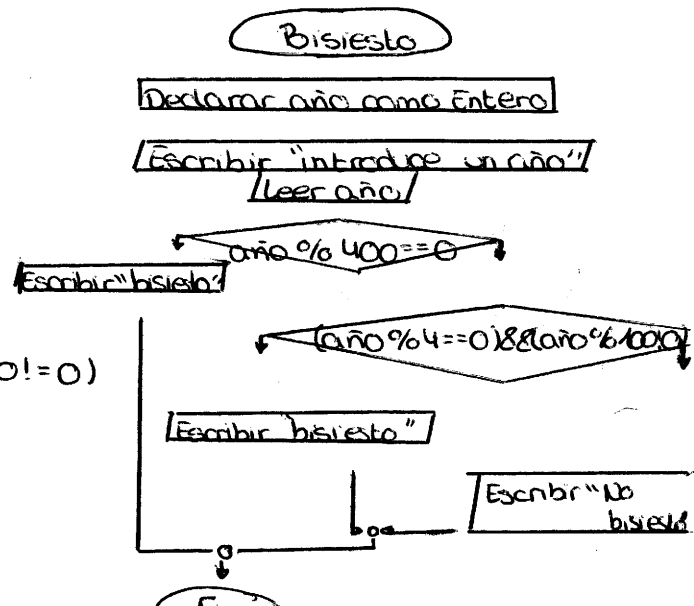 Bisiesto
Declarar año como Entero
Escribir "introduce un año"
Leer año
año % 400 == 0
Escribir "bisiesto"
(año % 4 == 0) && (año % 100
0! = 0)
Escribir "bisiesto"
Escribir "No
bisiesto